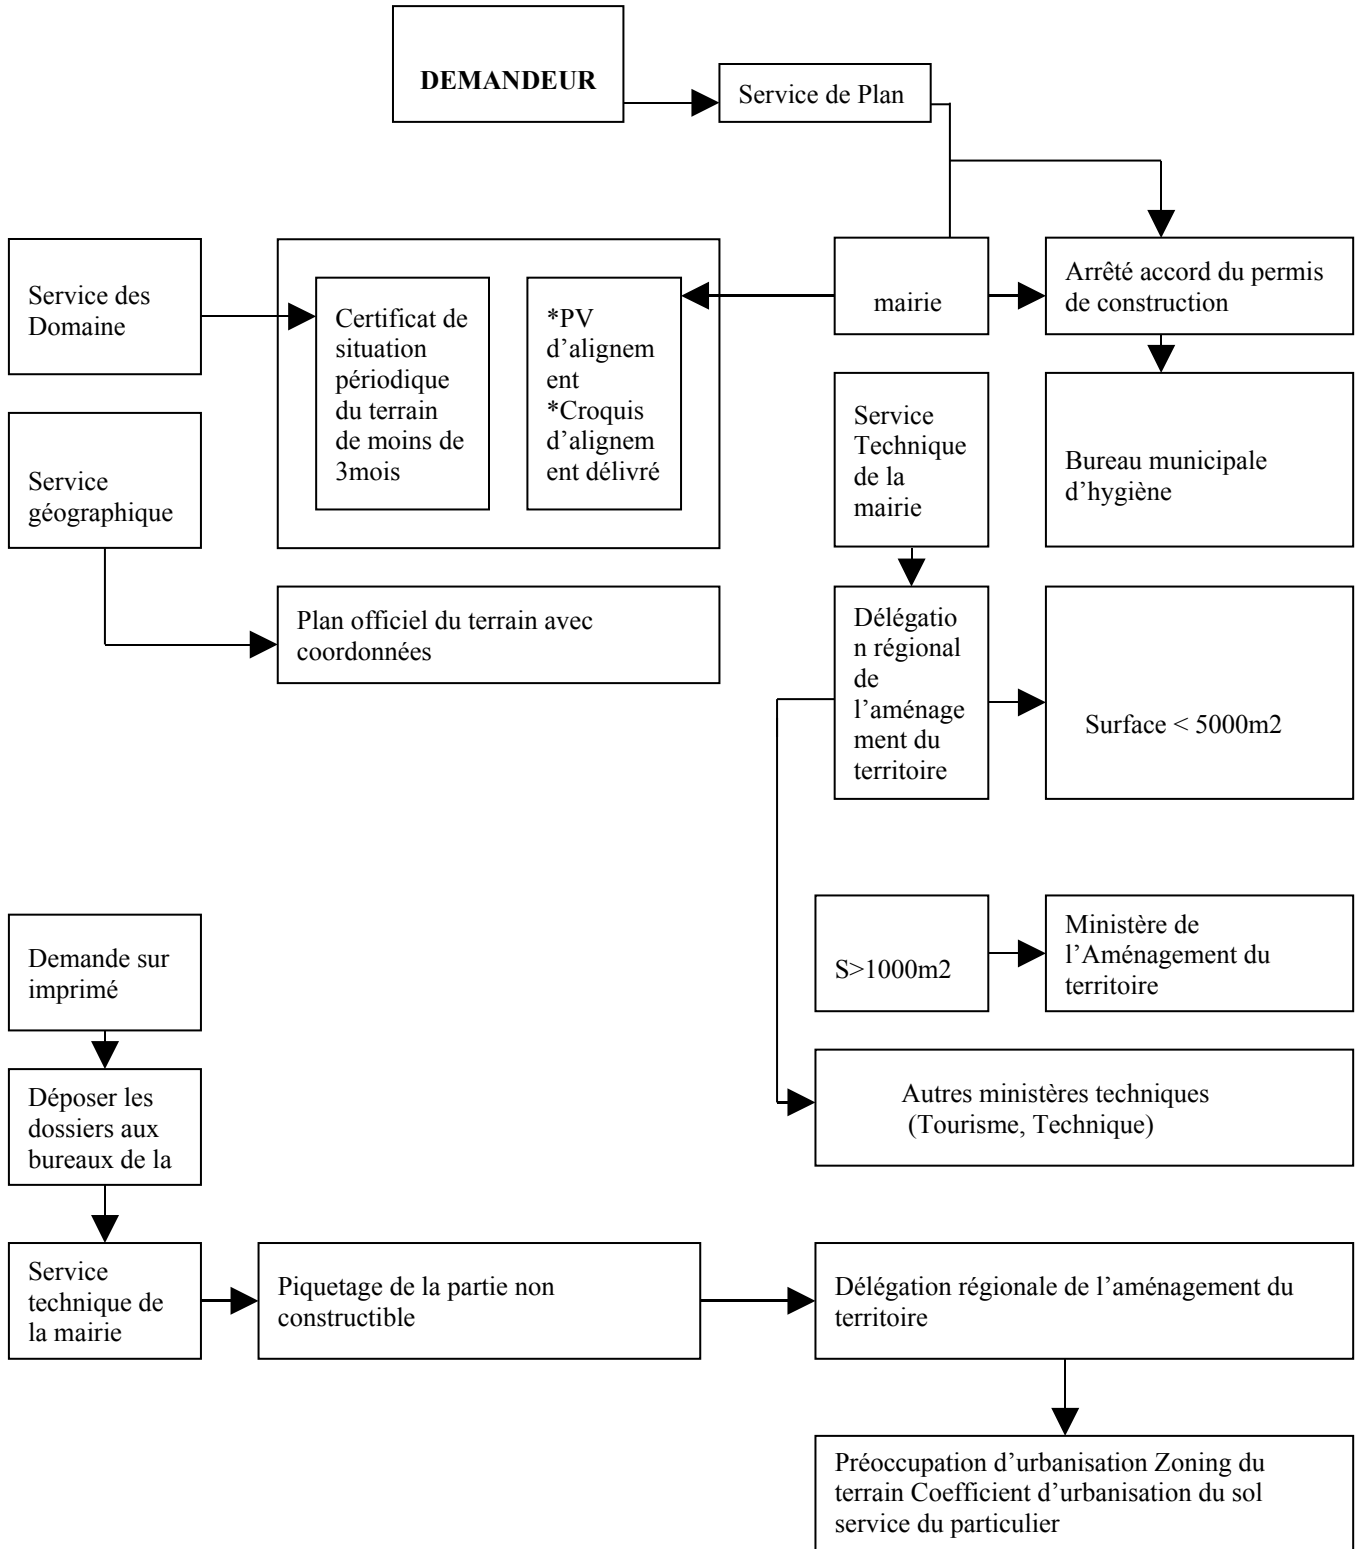 DEMANDEUR
Service de Plan
Service des
Domaine
Certificat de
situation
périodique
du terrain
de moins de
3mois
*PV
d’alignem
ent
*Croquis
d’alignem
ent délivré
mairie
Arrêté accord du permis
de construction
Service
géographique
Service
Technique
de la
mairie
Bureau municipale
d’hygiène
Plan officiel du terrain avec
coordonnées
Délégatio
n régional
de
l’aménage
ment du
territoire
Surface < 5000m2
S>1000m2
Ministère de
l’Aménagement du
territoire
Demande sur
imprimé
Autres ministères techniques
(Tourisme, Technique)
Déposer les
dossiers aux
bureaux de la
Service
technique de
la mairie
Piquetage de la partie non
constructible
Délégation régionale de l’aménagement du
territoire
Préoccupation d’urbanisation Zoning du
terrain Coefficient d’urbanisation du sol
service du particulier